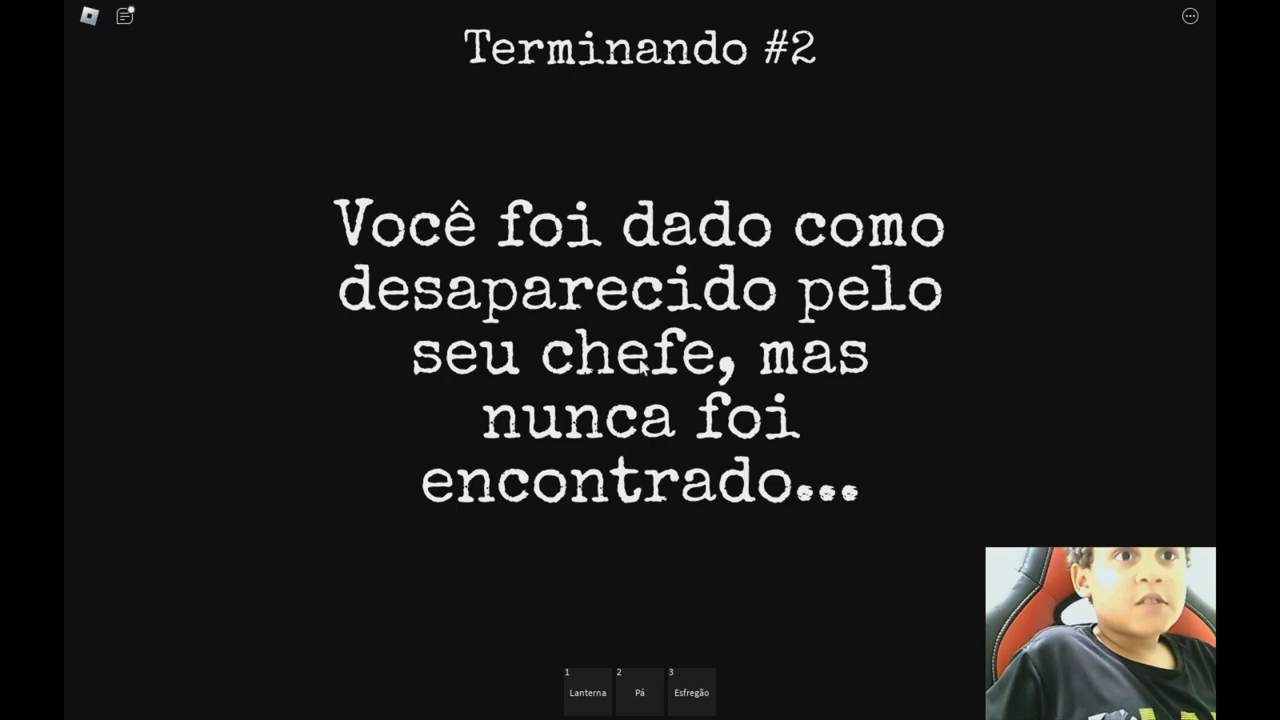 Terminando #2
Você foi dado como
desaparecido pelo
seu chefe, mas
nunca foi
encontrado...
1 2 3
Lanterna Pá Esfregão